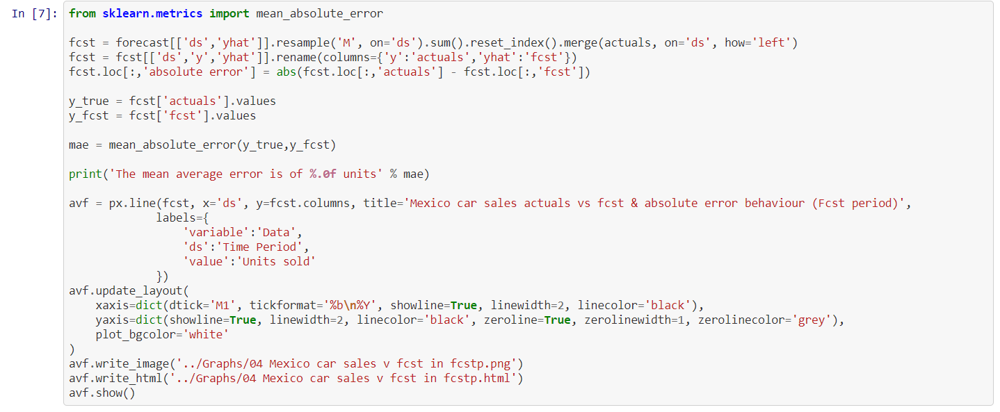 In [7]: from sklearn.metrics import mean_absolute_error
fcst = forecast[['ds','yhat']].resample('M', on='ds').sum().reset_index().merge(actuals, on='ds', how='left')
fcst = fcst[['ds','y','yhat']].rename(columns={'y':'actuals','yhat':'fcst'})
fcst.loc[:,'absolute error'] = abs(fcst.loc[:,'actuals'] - fcst.loc[:,'fcst'])
y_true = fcst['actuals'].values
y_fcst = fcst['fcst'].values
mae = mean_absolute_error(y_true,y_fcst)
print('The mean average error is of %.0f units' % mae)
avf = px.line(fcst, x='ds', y=fcst.columns, title='Mexico car sales actuals vs fcst & absolute error behaviour (Fcst period)',
labels={
'variable':'Data',
'ds':'Time Period',
'value':'Units sold'
})
avf.update_layout(
xaxis=dict(dtick='M1', tickformat='%b\n%Y', showline=True, linewidth=2, linecolor='black'),
yaxis=dict(showline=True, linewidth=2, linecolor='black', zeroline=True, zerolinewidth=1, zerolinecolor='grey'),
plot_bgcolor='white'
)
avf.write_image('../Graphs/04 Mexico car sales v fcst in fcstp.png')
avf.write_html('../Graphs/04 Mexico car sales v fcst in fcstp.html')
avf.show()